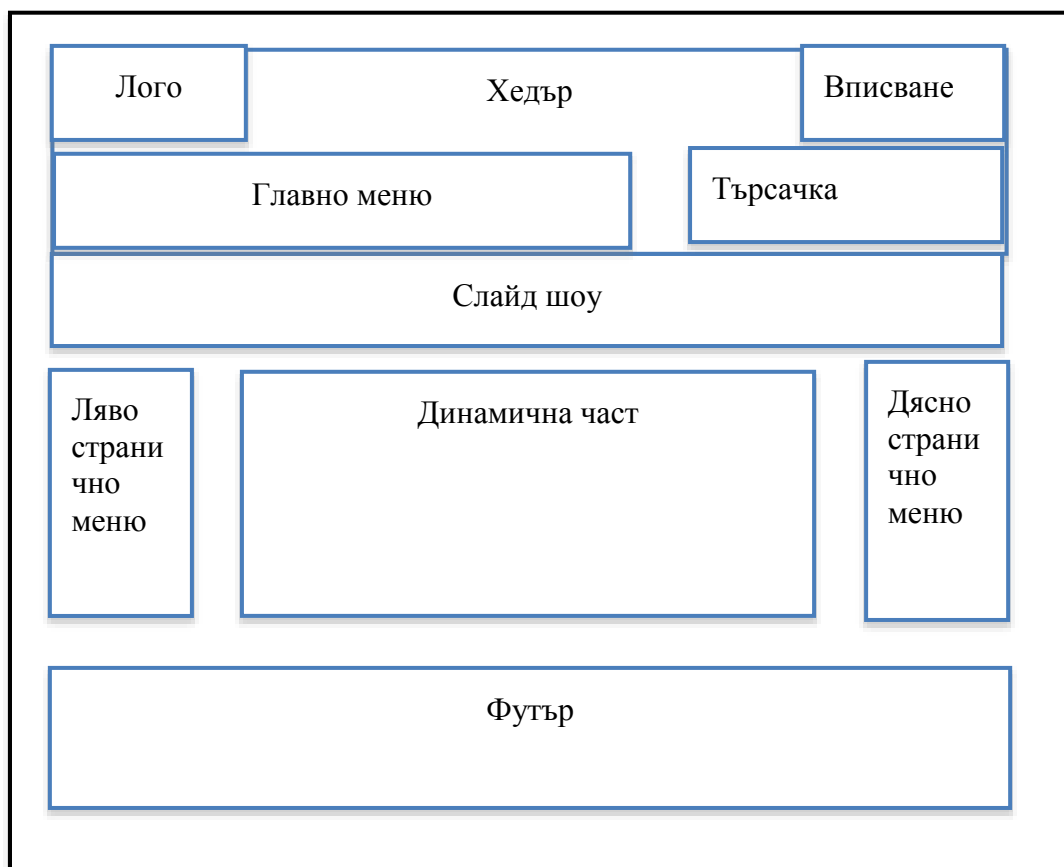 Лого
Хедър
Вписване
Главно меню
Търсачка
Слайд шоу
Ляво
страни
чно
меню
Динамична част
Дясно
страни
чно
меню
Футър